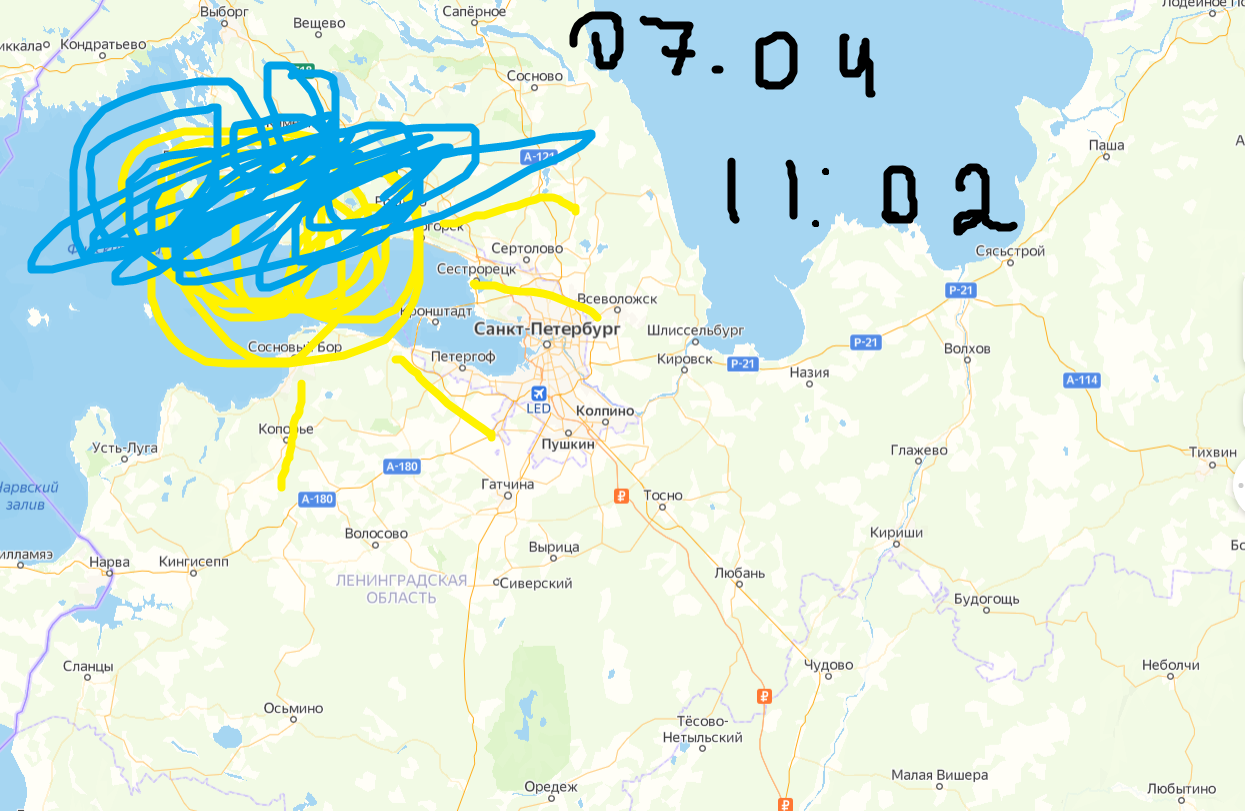 Выборг
Сапёрное
Лодейное По
Вещево
иккала
Кондратьево
07.04
Сосново
А-121
Паша
11:02
Сертолово
Сясьстрой
Сестрорецк
Р-21
Всеволожск
Кронштадт
Санкт-Петербург
Шлиссельбург
Р-21
Сосновый Бор
Петергоф
Кировск
Р-21
Назия
Волхов
А-114
LED
Колпино
Копорье
Пушкин
Усть-Луга
Глажево
Тихвин
А-180
Нарвский
залив
Гатчина
А-180
Тосно
Волосово
Кириши
Вырица
илламяэ
Нарва
Кингисепп
ЛЕНИНГРАДСКАЯ
ОБЛАСТЬ
Сиверский
Любань
Будогощь
Сланцы
Чудово
Неболчи
Осьмино
Тёсово-
Нетыльский
Оредеж
Малая Вишера
Любытино